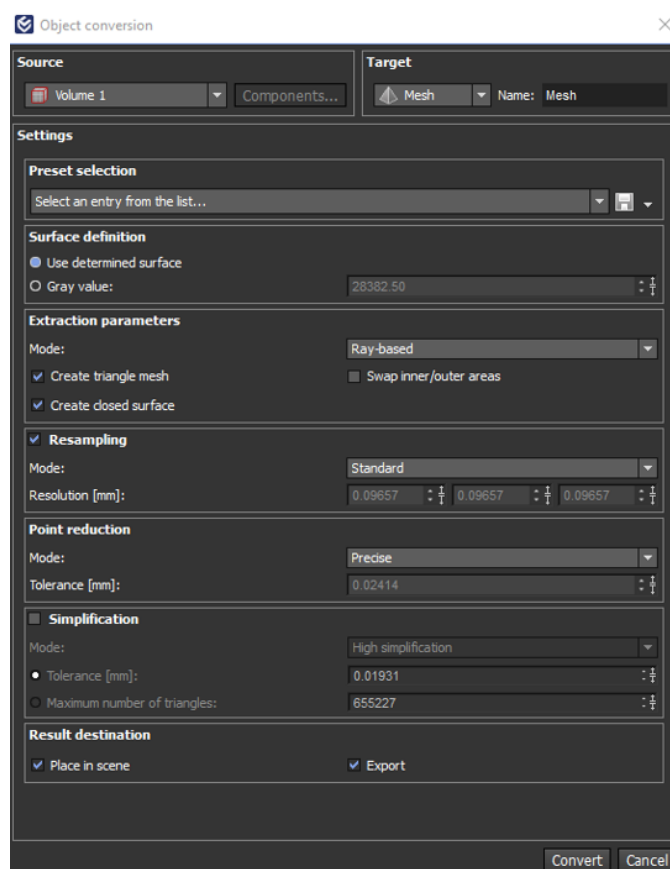 Object conversion
Source
Target
Volume 1
Components...
Mesh
Name: Mesh
Settings
Preset selection
Select an entry from the list...
Surface definition
Use determined surface
Gray value: 28382.50
Extraction parameters
Mode: Ray-based
Create triangle mesh
Swap inner/outer areas
Create closed surface
Resampling
Mode: Standard
Resolution [mm]: 0.09657 0.09657 0.09657
Point reduction
Mode: Precise
Tolerance [mm]: 0.02414
Simplification
Mode: High simplification
Tolerance [mm]: 0.01931
Maximum number of triangles: 655227
Result destination
Place in scene
Export
Convert
Cancel